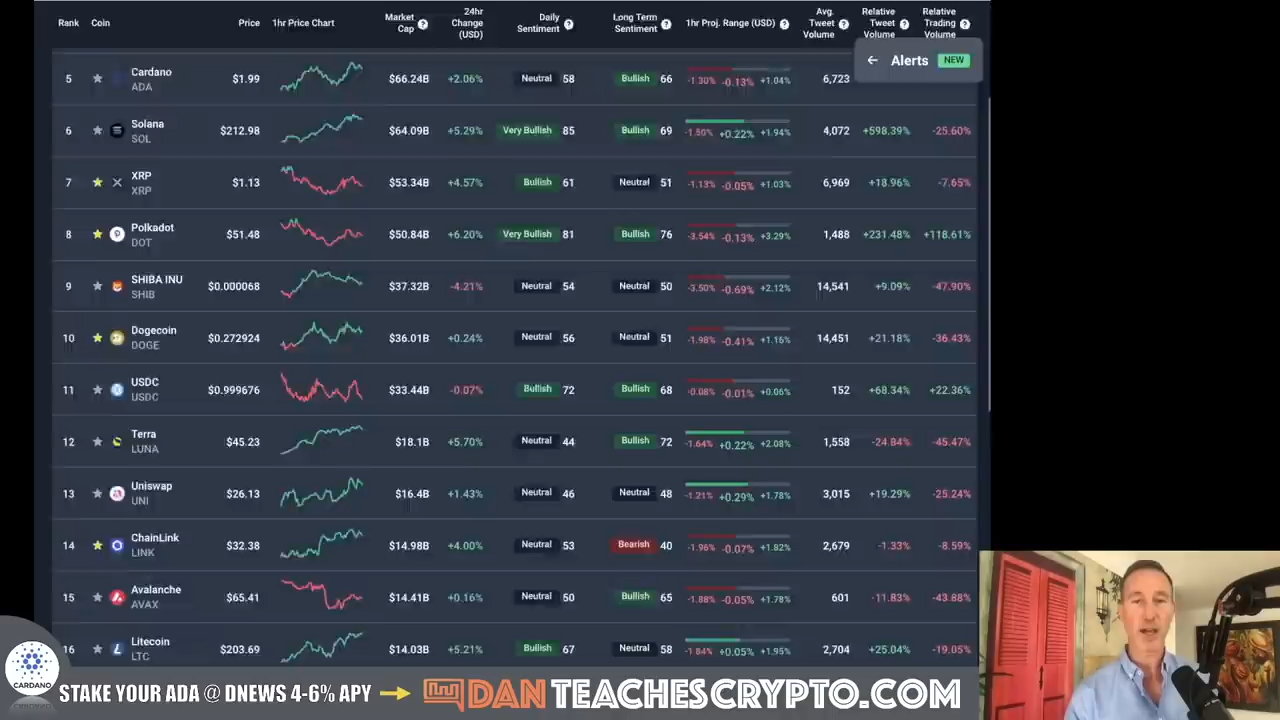 Rank Coin Price 1hr Price Chart Market Cap 24hr Change (USD) Daily Sentiment Long Term Sentiment 1hr Proj. Range (USD) Avg. Tweet Volume Relative Tweet Volume Relative Trading Volume
← Alerts NEW
5 Cardano ADA $1.99 $66.24B +2.06% Neutral 58 Bullish 66 -1.30% -0.13% +1.04% 6,723
6 Solana SOL $212.98 $64.09B +5.29% Very Bullish 85 Bullish 69 -1.50% +0.22% +1.94% 4,072 +598.39% -25.60%
7 XRP XRP $1.13 $53.34B +4.57% Bullish 61 Neutral 51 -1.13% -0.05% +1.03% 6,969 +18.96% -7.65%
8 Polkadot DOT $51.48 $50.84B +6.20% Very Bullish 81 Bullish 76 -3.54% -0.13% +3.29% 1,488 +231.48% +118.61%
9 SHIBA INU SHIB $0.000068 $37.32B -4.21% Neutral 54 Neutral 50 -3.50% -0.69% +2.12% 14,541 +9.09% -47.90%
10 Dogecoin DOGE $0.272924 $36.01B +0.24% Neutral 56 Neutral 51 -1.98% -0.41% +1.16% 14,451 +21.18% -36.43%
11 USDC USDC $0.999676 $33.44B -0.07% Bullish 72 Bullish 68 -0.08% -0.01% +0.06% 152 +68.34% +22.36%
12 Terra LUNA $45.23 $18.1B +5.70% Neutral 44 Bullish 72 -1.64% +0.22% +2.08% 1,558 -24.84% -45.47%
13 Uniswap UNI $26.13 $16.4B +1.43% Neutral 46 Neutral 48 -1.21% +0.29% +1.78% 3,015 +19.29% -25.24%
14 ChainLink LINK $32.38 $14.98B +4.00% Neutral 53 Bearish 40 -1.96% -0.07% +1.82% 2,679 -1.33% -8.59%
15 Avalanche AVAX $65.41 $14.41B +0.16% Neutral 50 Bullish 65 -1.88% -0.05% +1.78% 601 -11.83% -43.88%
16 Litecoin LTC $203.69 $14.03B +5.21% Bullish 67 Neutral 58 -1.84% +0.05% +1.95% 2,704 +25.04% -19.05%
CARDANO
STAKE YOUR ADA @ DNEWS 4-6% APY DANTEACHESCRYPTO.COM